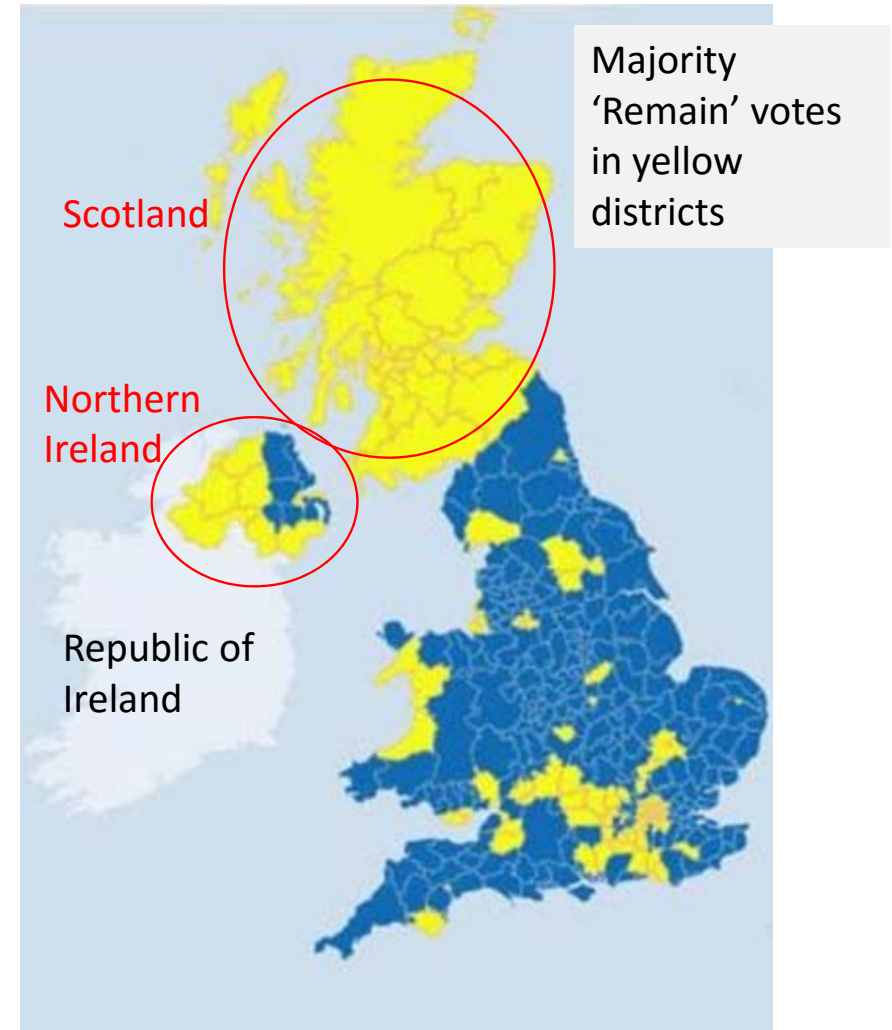 Majority
‘Remain’ votes
in yellow
districts
Scotland
Northern
Ireland
Republic of
Ireland